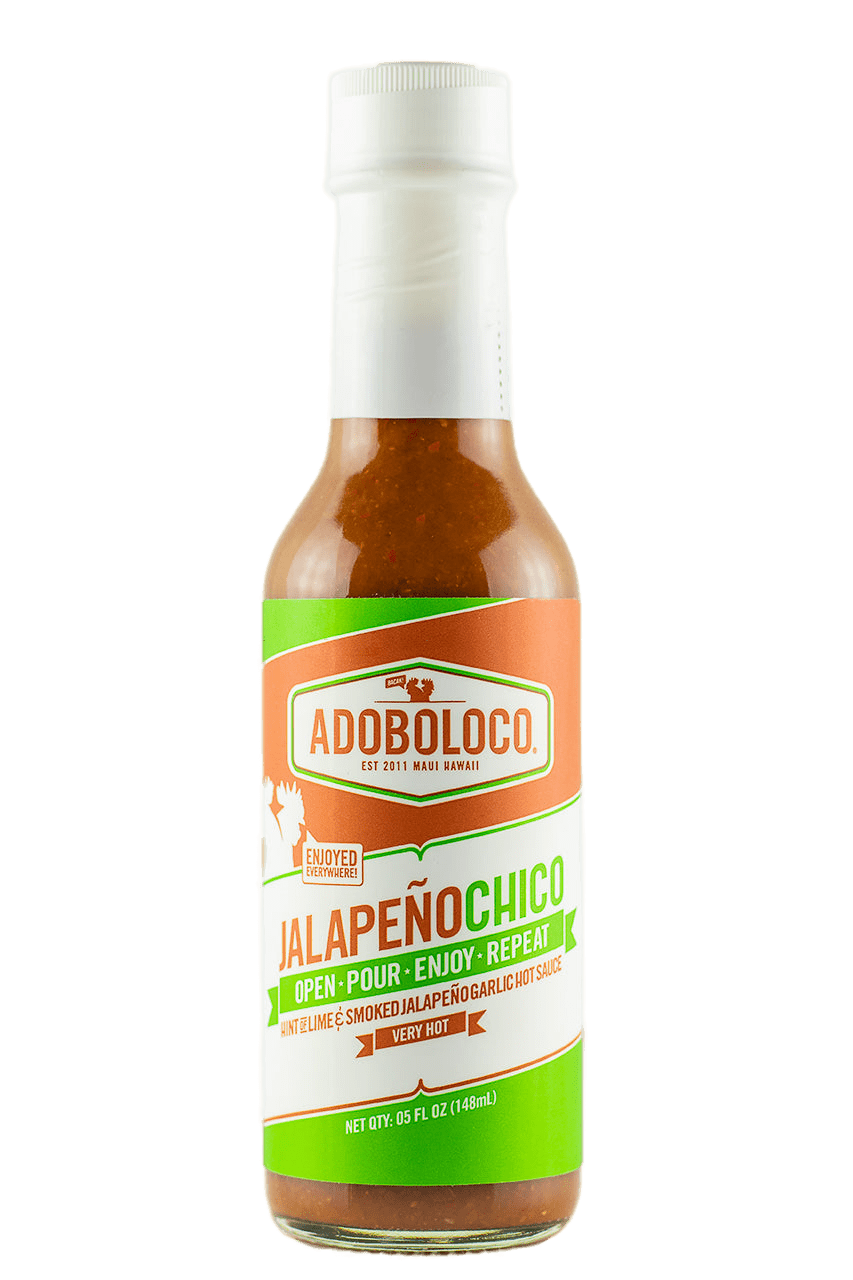 BACAK!
ADOBOLOCO®
EST 2011 MAUI HAWAII
ENJOYED
EVERYWHERE!
JALAPEÑOCHICO
OPEN★POUR★ENJOY★REPEAT
HINT OF LIME & SMOKED JALAPEÑO GARLIC HOT SAUCE
VERY HOT
NET QTY: 05 FL OZ (148mL)